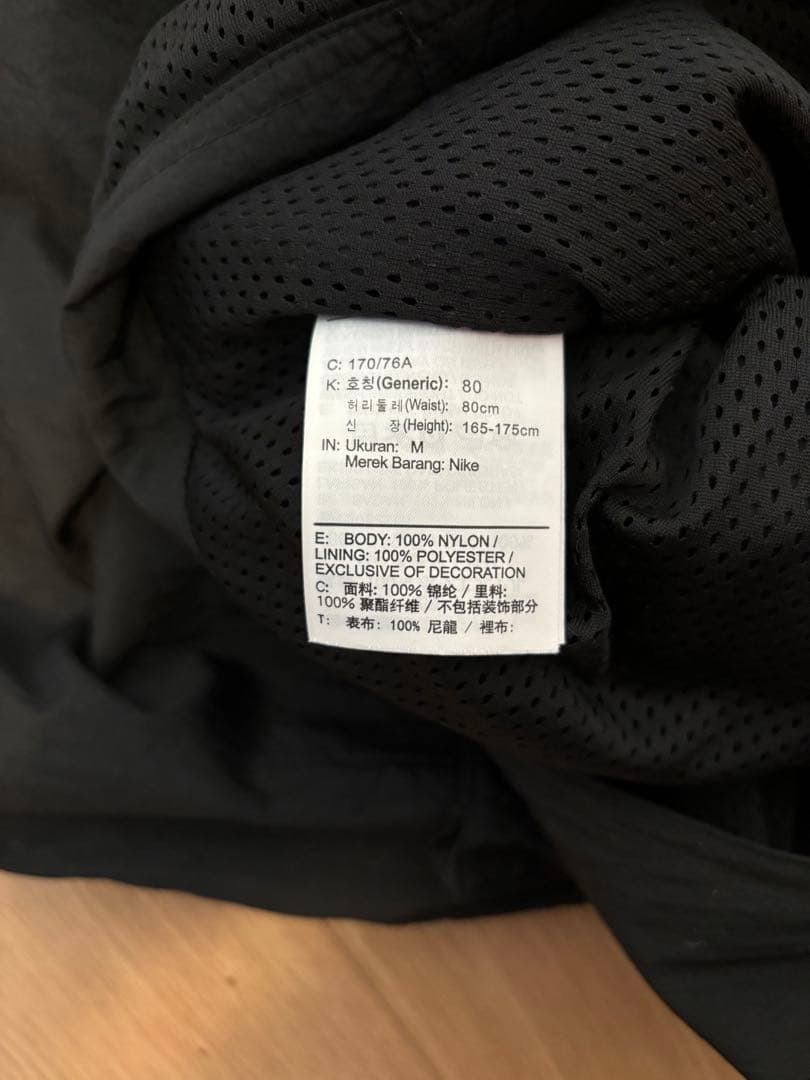 C: 170/76A
K: 호칭(Generic): 80
허리둘레(Waist): 80cm
신 장(Height): 165-175cm
IN: Ukuran: M
Merek Barang: Nike
E: BODY: 100% NYLON /
LINING: 100% POLYESTER /
EXCLUSIVE OF DECORATION
C: 面料: 100% 锦纶 / 里料:
100% 聚酯纤维 / 不包括装饰部分
T: 表布: 100% 尼龍 / 裡布: